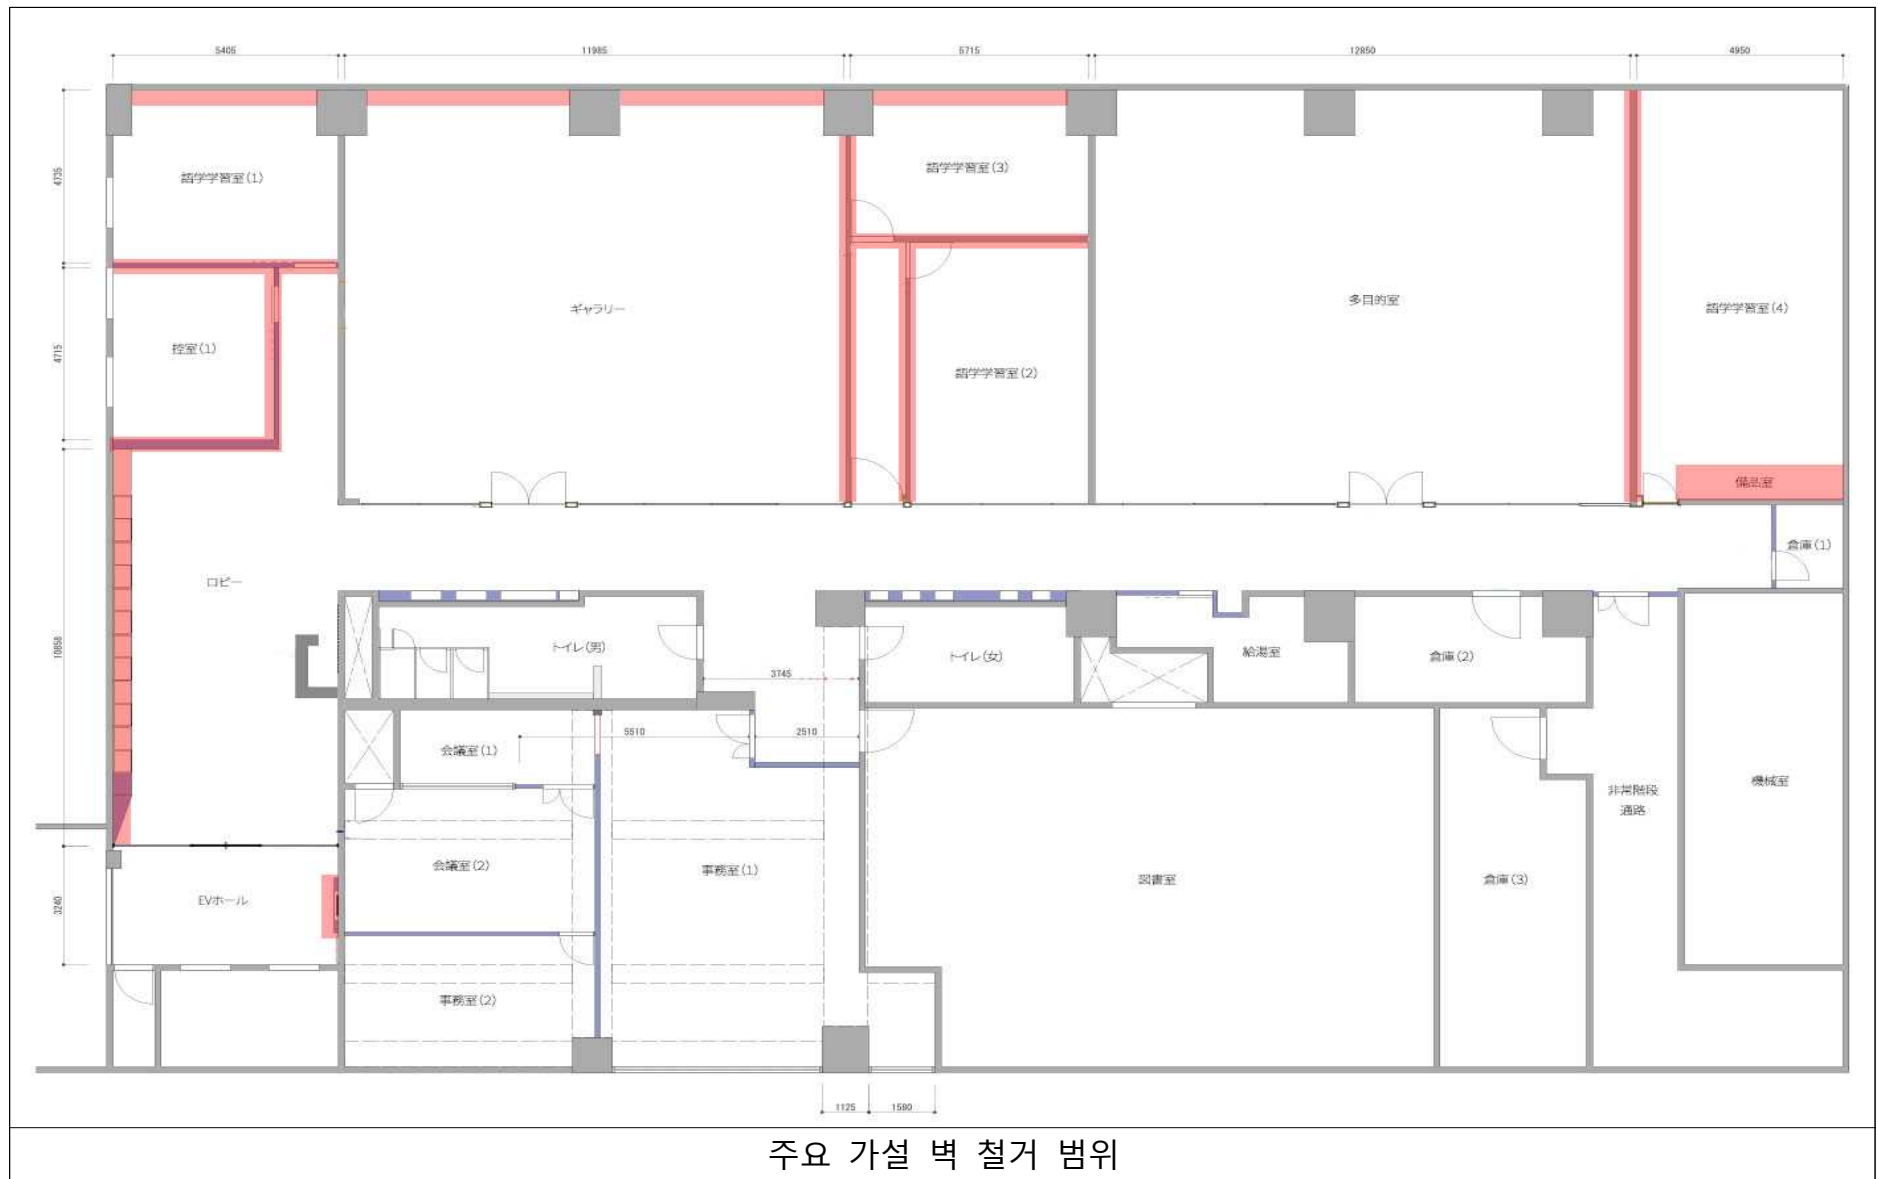 5405
11985
5715
12850
4950
4735
語学学習室(1)
語学学習室(3)
ギャラリー
多目的室
語学学習室(4)
4715
控室(1)
語学学習室(2)
備品室
倉庫(1)
ロビー
10858
トイレ(男)
3745
トイレ(女)
給湯室
倉庫(2)
会議室(1)
5510
2510
非常階段
通路
機械室
会議室(2)
事務室(1)
図書室
倉庫(3)
3240
EVホール
事務室(2)
1125
1580
주요 가설 벽 철거 범위